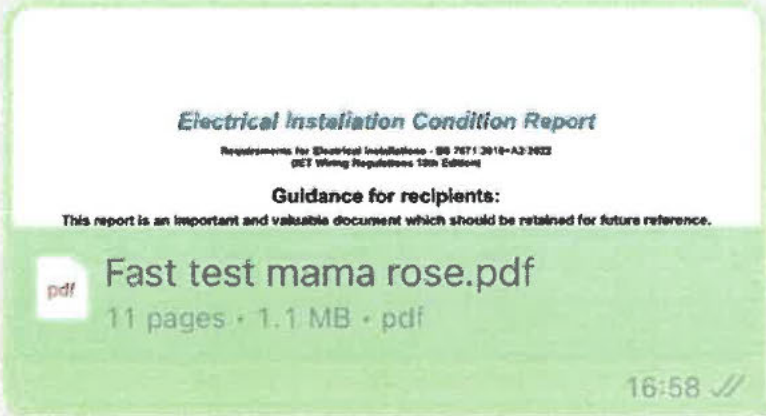 Electrical Installation Condition Report
Requirements for Electrical Installations - BS 7671:2018+A2:2022
(IET Wiring Regulations 18th Edition)
Guidance for recipients:
This report is an important and valuable document which should be retained for future reference.
pdf
Fast test mama rose.pdf
11 pages • 1.1 MB • pdf
16:58